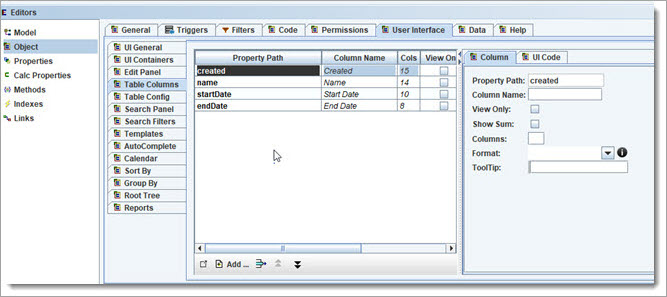 Editors
Model
Object
Properties
Calc Properties
Methods
Indexes
Links
General Triggers Filters Code Permissions User Interface Data Help
UI General
UI Containers
Edit Panel
Table Columns
Table Config
Search Panel
Search Filters
Templates
AutoComplete
Calendar
Sort By
Group By
Root Tree
Reports
Property Path Column Name Cols View On
created Created 15
name Name 14
startDate Start Date 10
endDate End Date 8
Add ...
Column UI Code
Property Path: created
Column Name:
View Only:
Show Sum:
Columns:
Format:
ToolTip: